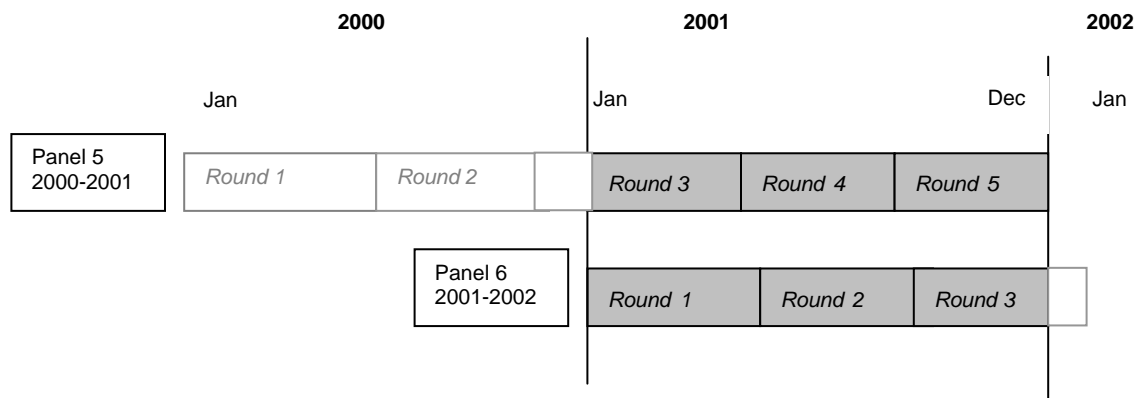 2000 2001 2002
Jan Jan Dec Jan
Panel 5
2000-2001
Round 1 Round 2 Round 3 Round 4 Round 5
Panel 6
2001-2002
Round 1 Round 2 Round 3